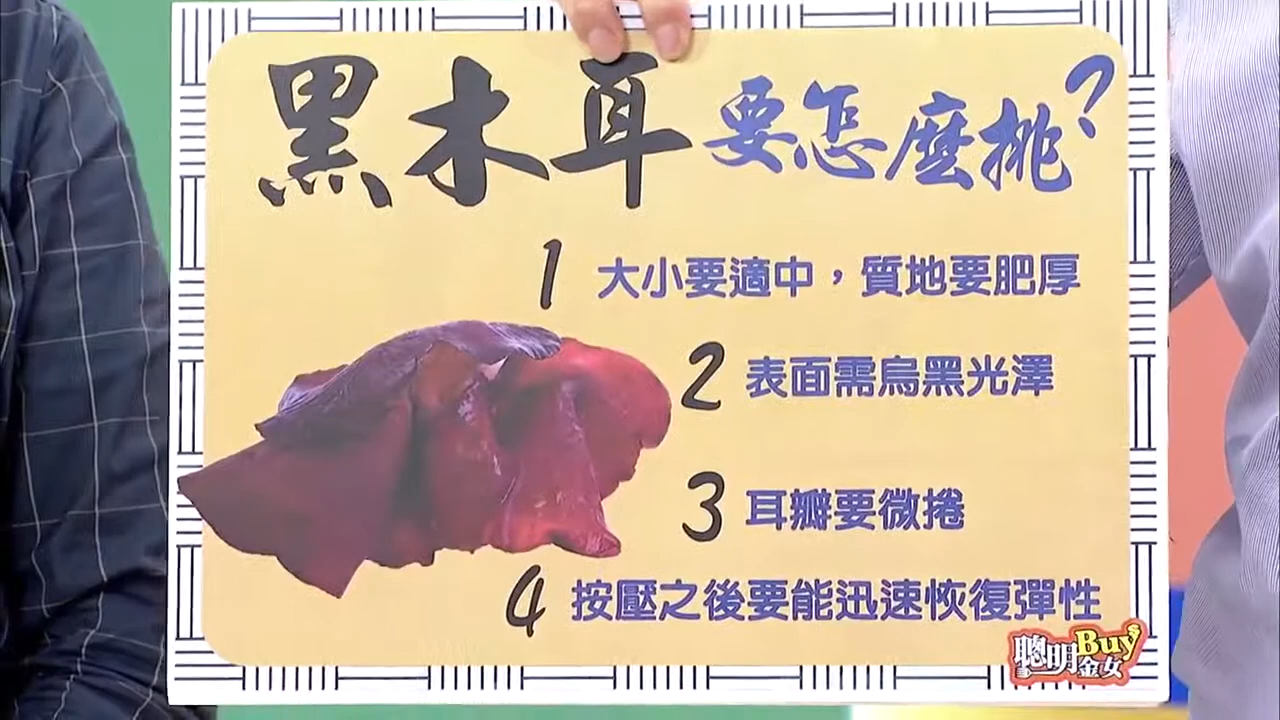 黑木耳要怎麼挑?
1 大小要適中，質地要肥厚
2 表面需烏黑光澤
3 耳瓣要微捲
4 按壓之後要能迅速恢復彈性
聰明Buy
金女